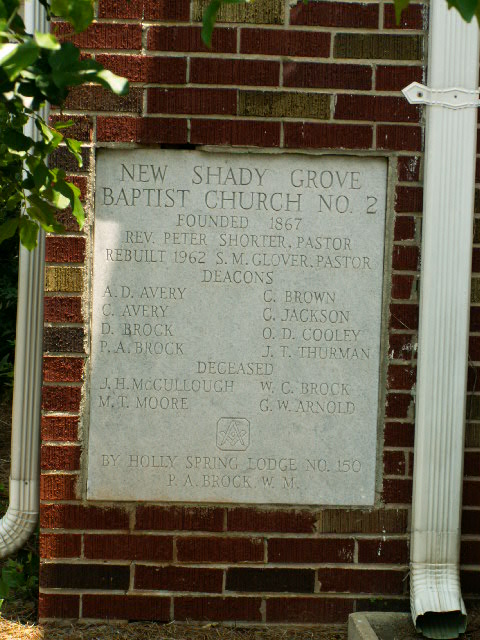 NEW SHADY GROVE
BAPTIST CHURCH NO. 2
FOUNDED 1867
REV. PETER SHORTER, PASTOR
REBUILT 1962 S. M. GLOVER, PASTOR
DEACONS
A. D. AVERY C. BROWN
C. AVERY C. JACKSON
D. BROCK O. D. COOLEY
P. A. BROCK J. T. THURMAN
DECEASED
J. H. McCULLOUGH W. C. BROCK
M. T. MOORE G. W. ARNOLD
BY HOLLY SPRING LODGE NO. 150
P. A. BROCK, W. M.